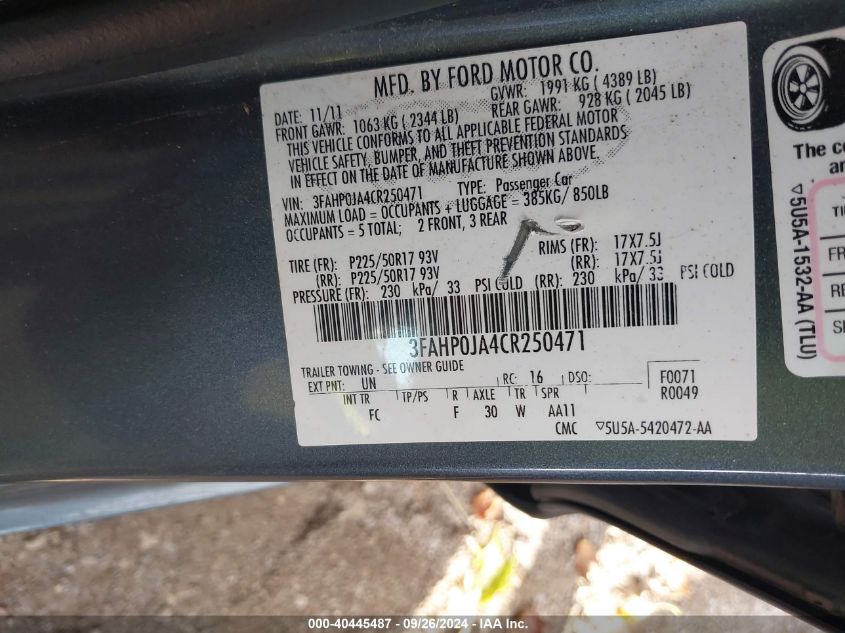 MFD. BY FORD MOTOR CO.
DATE: 11/11 GVWR: 1991 KG ( 4389 LB)
FRONT GAWR: 1063 KG ( 2344 LB) REAR GAWR: 928 KG ( 2045 LB)
THIS VEHICLE CONFORMS TO ALL APPLICABLE FEDERAL MOTOR
VEHICLE SAFETY, BUMPER, AND THEFT PREVENTION STANDARDS
IN EFFECT ON THE DATE OF MANUFACTURE SHOWN ABOVE.
VIN: 3FAHP0JA4CR250471 TYPE: Passenger Car
MAXIMUM LOAD = OCCUPANTS + LUGGAGE = 385KG/ 850LB
OCCUPANTS = 5 TOTAL; 2 FRONT, 3 REAR
TIRE (FR): P225/50R17 93V RIMS (FR): 17X7.5J
(RR): P225/50R17 93V (RR): 17X7.5J
PRESSURE (FR): 230 kPa/ 33 PSI COLD (RR): 230 kPa/ 33 PSI COLD
3FAHP0JA4CR250471
TRAILER TOWING - SEE OWNER GUIDE
EXT PNT: UN RC: 16 DSO: F0071
INT TR TP/PS R AXLE TR SPR R0049
FC F 30 W AA11
CMC ▽5U5A-5420472-AA
The co
an
▽5U5A-1532-AA (TLU)
TI
FR
RE
S
000-40445487 - 09/26/2024 - IAA Inc.